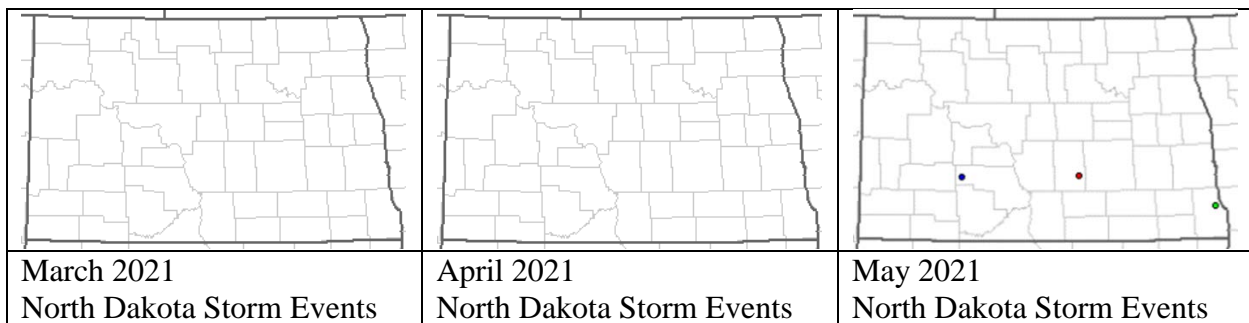 March 2021
North Dakota Storm Events
April 2021
North Dakota Storm Events
May 2021
North Dakota Storm Events